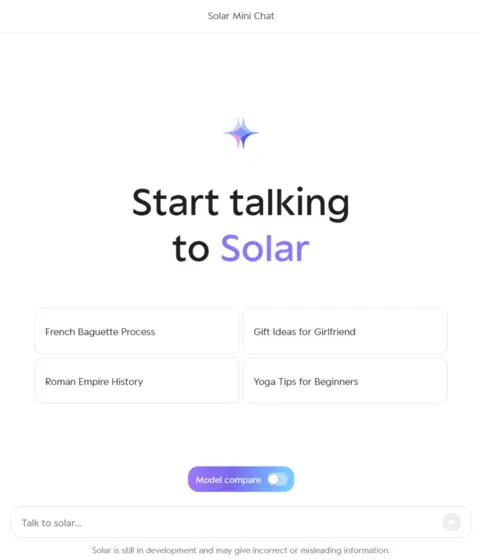 Solar Mini Chat
Start talking
to Solar
French Baguette Process
Gift Ideas for Girlfriend
Roman Empire History
Yoga Tips for Beginners
Model compare
Talk to solar...
Solar is still in development and may give incorrect or misleading information.